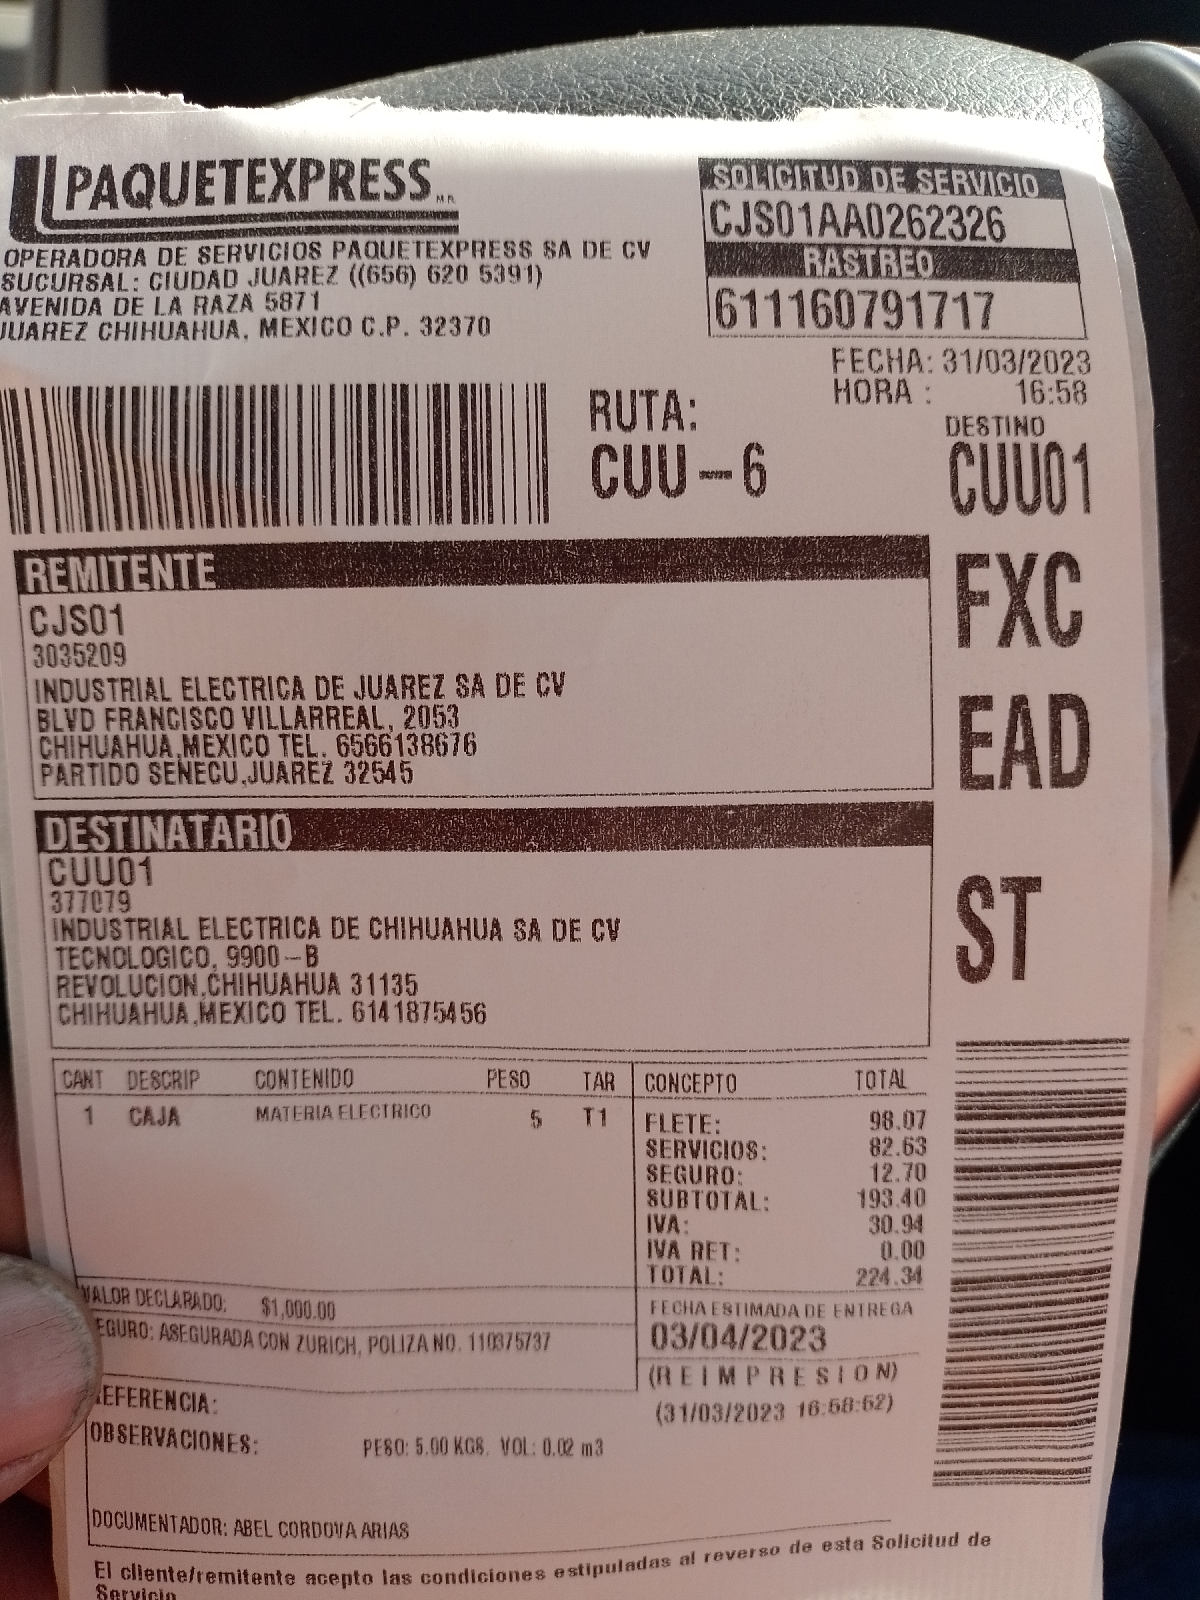 PAQUETEXPRESS M.R.
OPERADORA DE SERVICIOS PAQUETEXPRESS SA DE CV
SUCURSAL: CIUDAD JUAREZ ((656) 620 5391)
AVENIDA DE LA RAZA 5871
JUAREZ CHIHUAHUA, MEXICO C.P. 32370
SOLICITUD DE SERVICIO
CJS01AA0262326
RASTREO
611160791717
FECHA: 31/03/2023
HORA : 16:58
RUTA:
CUU-6
DESTINO
CUU01
FXC
EAD
ST
REMITENTE
CJS01
3035209
INDUSTRIAL ELECTRICA DE JUAREZ SA DE CV
BLVD FRANCISCO VILLARREAL, 2053
CHIHUAHUA,MEXICO TEL. 6566138676
PARTIDO SENECU,JUAREZ 32545
DESTINATARIO
CUU01
377079
INDUSTRIAL ELECTRICA DE CHIHUAHUA SA DE CV
TECNOLOGICO, 9900-B
REVOLUCION,CHIHUAHUA 31135
CHIHUAHUA,MEXICO TEL. 6141875456
CANT DESCRIP CONTENIDO PESO TAR
1 CAJA MATERIA ELECTRICO 5 T1
CONCEPTO TOTAL
FLETE: 98.07
SERVICIOS: 82.63
SEGURO: 12.70
SUBTOTAL: 193.40
IVA: 30.94
IVA RET: 0.00
TOTAL: 224.34
VALOR DECLARADO: $1,000.00
EGURO: ASEGURADA CON ZURICH, POLIZA NO. 110375737
FECHA ESTIMADA DE ENTREGA
03/04/2023
(REIMPRESION)
(31/03/2023 16:58:52)
EFERENCIA:
OBSERVACIONES: PESO: 5.00 KGS. VOL: 0.02 m3
DOCUMENTADOR: ABEL CORDOVA ARIAS
El cliente/remitente acepto las condiciones estipuladas al reverso de esta Solicitud de
Servicio